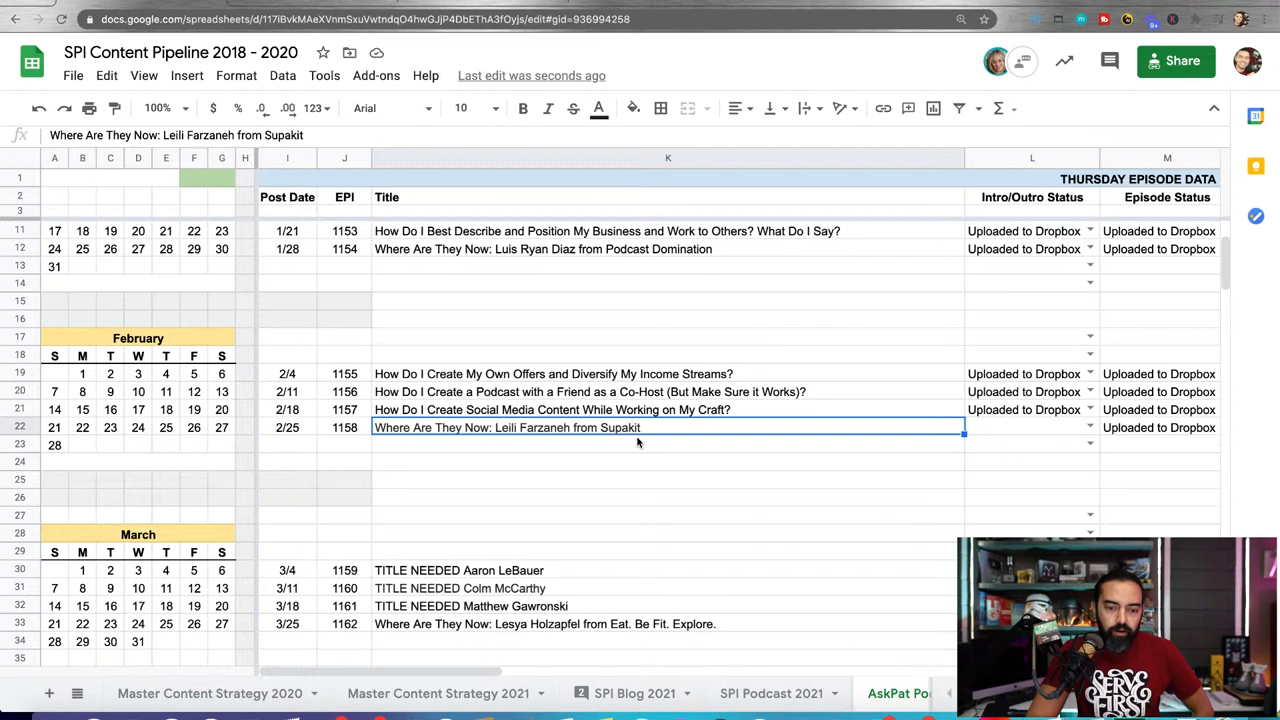 docs.google.com/spreadsheets/d/117iBvkMAeXVnmSxuVwtndqO4hwGJjP4DbEThA3fOyjs/edit#gid=936994258
SPI Content Pipeline 2018 - 2020
File Edit View Insert Format Data Tools Add-ons Help Last edit was seconds ago
Share
100% $ % .0 .00 123 Arial 10 B I S A
fx Where Are They Now: Leili Farzaneh from Supakit
31
A B C D E F G H I J K L M
1 THURSDAY EPISODE DATA
2 Post Date EPI Title Intro/Outro Status Episode Status
3
11 17 18 19 20 21 22 23 1/21 1153 How Do I Best Describe and Position My Business and Work to Others? What Do I Say? Uploaded to Dropbox Uploaded to Dropbox
12 24 25 26 27 28 29 30 1/28 1154 Where Are They Now: Luis Ryan Diaz from Podcast Domination Uploaded to Dropbox Uploaded to Dropbox
13 31
14
15
16
17 February
18 S M T W T F S
19 1 2 3 4 5 6 2/4 1155 How Do I Create My Own Offers and Diversify My Income Streams? Uploaded to Dropbox Uploaded to Dropbox
20 7 8 9 10 11 12 13 2/11 1156 How Do I Create a Podcast with a Friend as a Co-Host (But Make Sure it Works)? Uploaded to Dropbox Uploaded to Dropbox
21 14 15 16 17 18 19 20 2/18 1157 How Do I Create Social Media Content While Working on My Craft? Uploaded to Dropbox Uploaded to Dropbox
22 21 22 23 24 25 26 27 2/25 1158 Where Are They Now: Leili Farzaneh from Supakit Uploaded to Dropbox
23 28
24
25
26
27
28 March
29 S M T W T F S
30 1 2 3 4 5 6 3/4 1159 TITLE NEEDED Aaron LeBauer
31 7 8 9 10 11 12 13 3/11 1160 TITLE NEEDED Colm McCarthy
32 14 15 16 17 18 19 20 3/18 1161 TITLE NEEDED Matthew Gawronski
33 21 22 23 24 25 26 27 3/25 1162 Where Are They Now: Lesya Holzapfel from Eat. Be Fit. Explore.
34 28 29 30 31
35
SERVE
FIRST
Master Content Strategy 2020 Master Content Strategy 2021 2 SPI Blog 2021 SPI Podcast 2021 AskPat Po